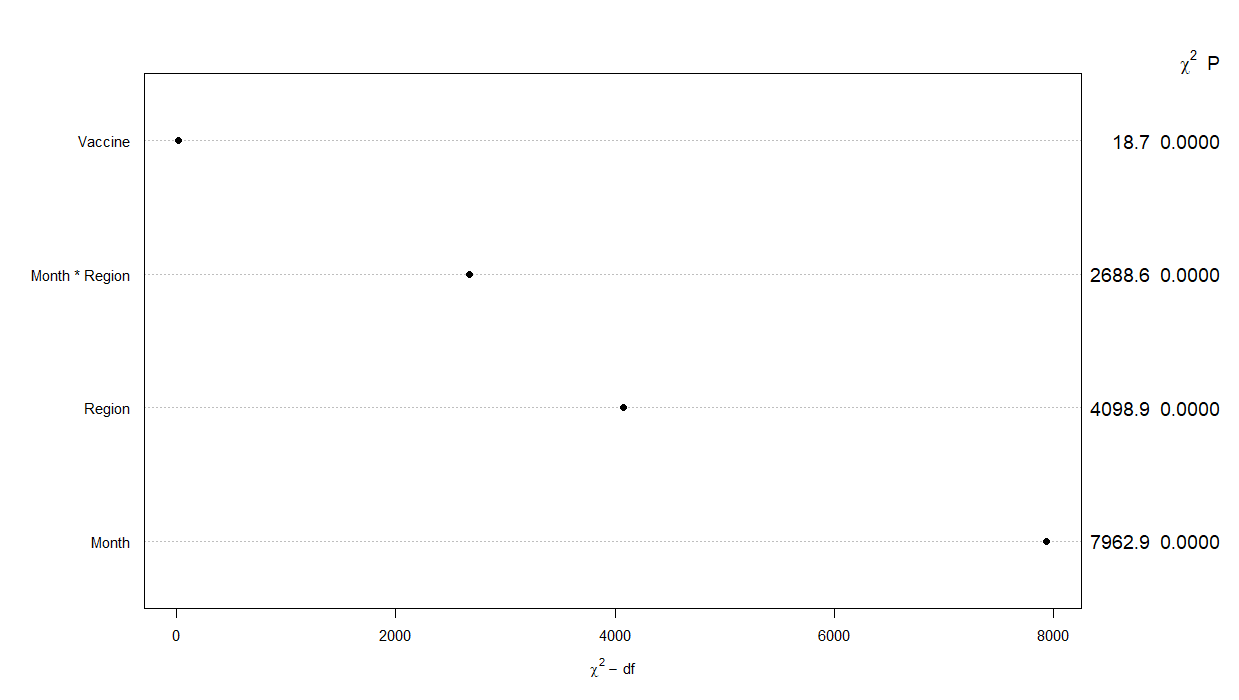 χ² P
Vaccine 18.7 0.0000
Month * Region 2688.6 0.0000
Region 4098.9 0.0000
Month 7962.9 0.0000
0 2000 4000 6000 8000
χ² − df